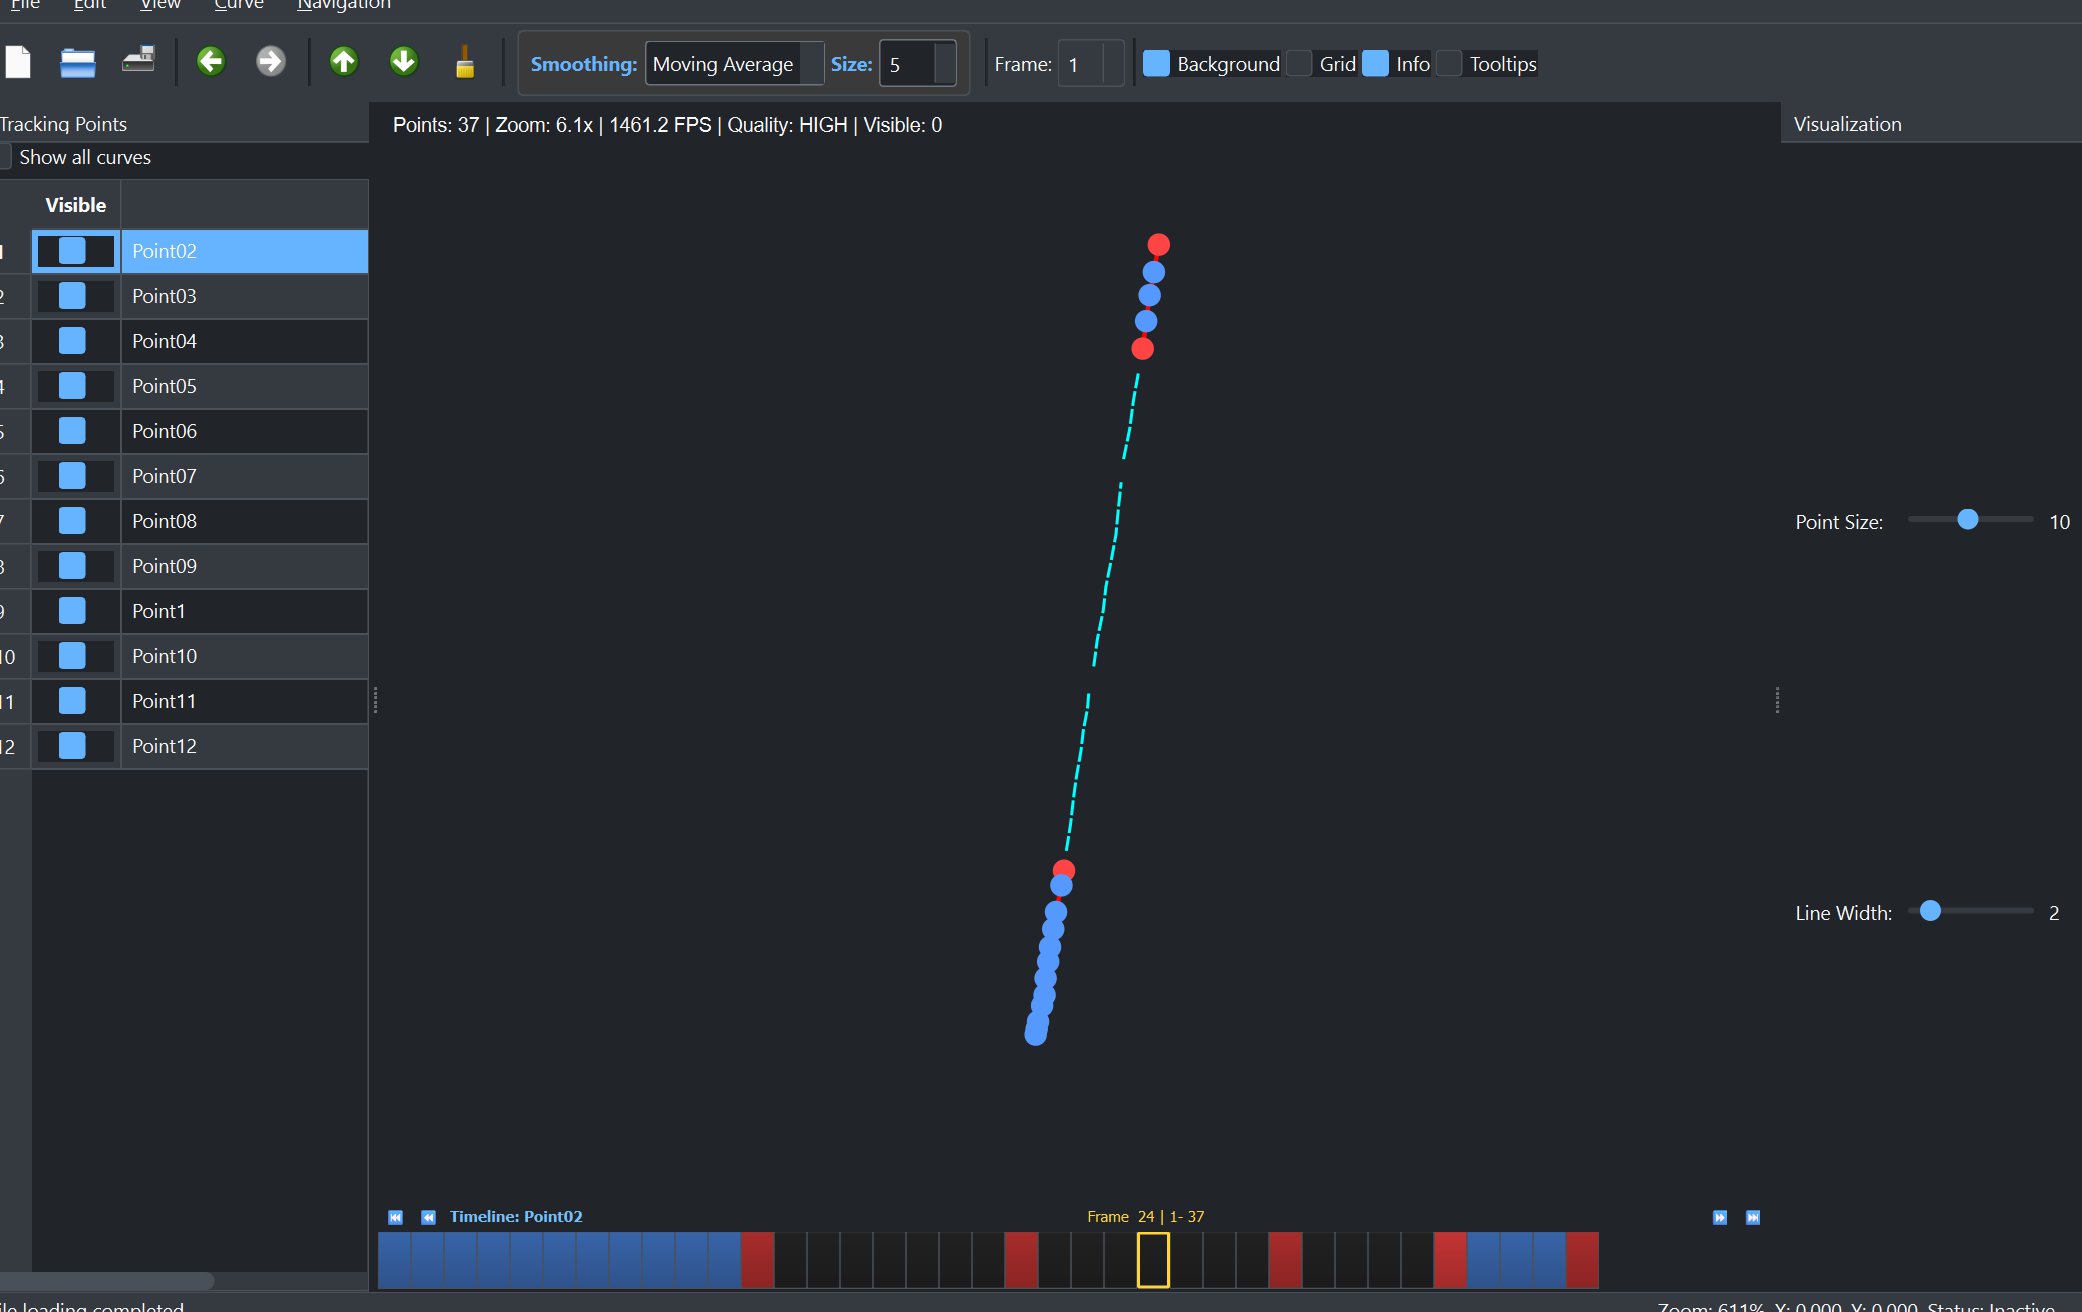 File Edit View Curve Navigation
Smoothing: Moving Average Size: 5 Frame: 1 Background Grid Info Tooltips
Tracking Points
Show all curves
Points: 37 | Zoom: 6.1x | 1461.2 FPS | Quality: HIGH | Visible: 0
Visualization
Visible
1 Point02
2 Point03
3 Point04
4 Point05
5 Point06
6 Point07
7 Point08
8 Point09
9 Point1
10 Point10
11 Point11
12 Point12
Point Size: 10
Line Width: 2
Timeline: Point02
Frame 24 | 1- 37
ile loading completed
Zoom: 611% X: 0.000 Y: 0.000 Status: Inactive